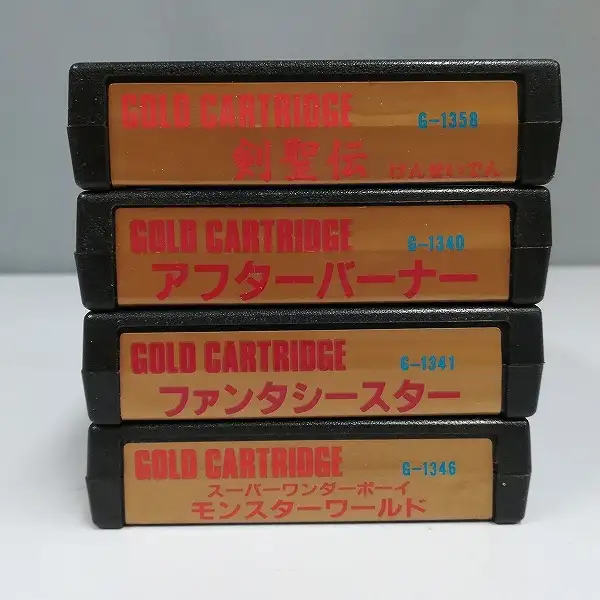 GOLD CARTRIDGE G-1358
剣聖伝 けんせいでん
GOLD CARTRIDGE G-1340
アフターバーナー
GOLD CARTRIDGE G-1341
ファンタシースター
GOLD CARTRIDGE G-1346
スーパーワンダーボーイ
モンスターワールド